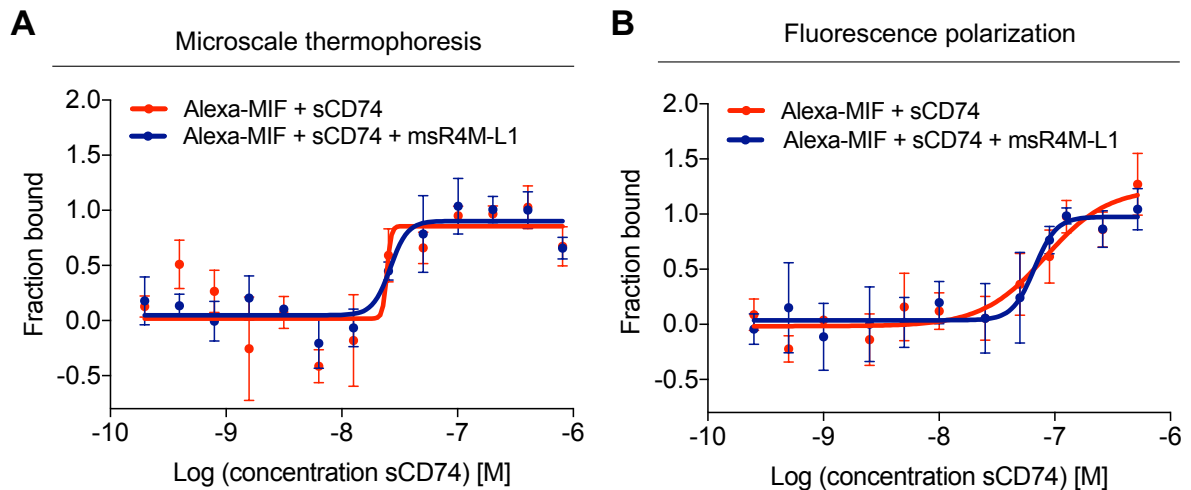 A
Microscale thermophoresis
Alexa-MIF + sCD74
Alexa-MIF + sCD74 + msR4M-L1
Fraction bound
2.0
1.5
1.0
0.5
0.0
-0.5
-10
-9
-8
-7
-6
Log (concentration sCD74) [M]
B
Fluorescence polarization
Alexa-MIF + sCD74
Alexa-MIF + sCD74 + msR4M-L1
Fraction bound
2.0
1.5
1.0
0.5
0.0
-0.5
-10
-9
-8
-7
-6
Log (concentration sCD74) [M]